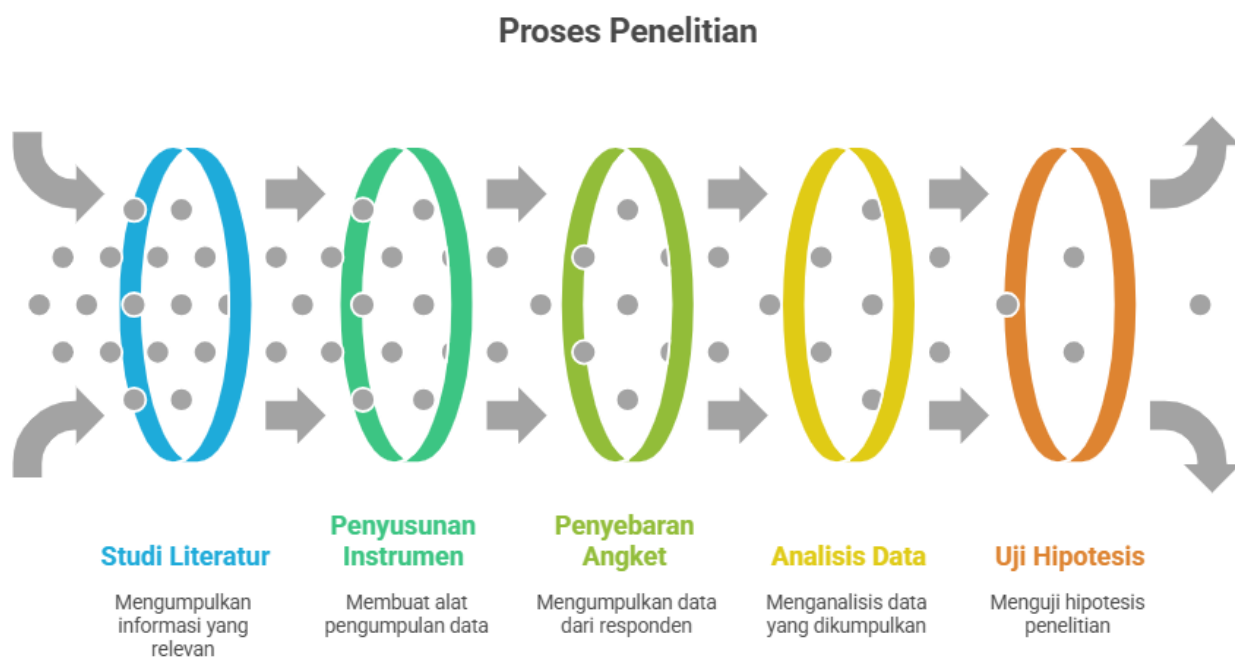 Proses Penelitian
Studi Literatur
Mengumpulkan
informasi yang
relevan
Penyusunan
Instrumen
Membuat alat
pengumpulan data
Penyebaran
Angket
Mengumpulkan data
dari responden
Analisis Data
Menganalisis data
yang dikumpulkan
Uji Hipotesis
Menguji hipotesis
penelitian